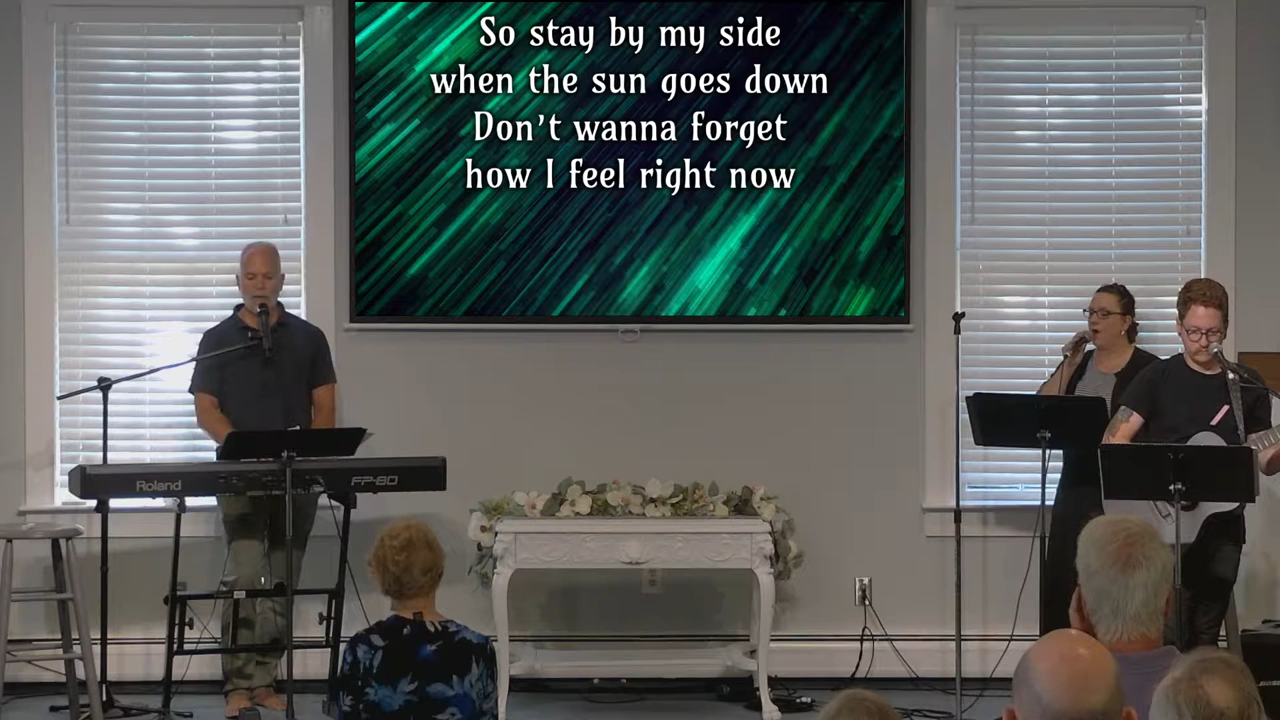 So stay by my side
when the sun goes down
Don't wanna forget
how I feel right now
Roland
FP-80